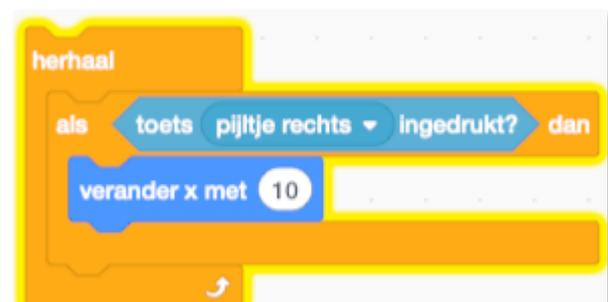 herhaal
als toets pijltje rechts ingedrukt? dan
verander x met 10